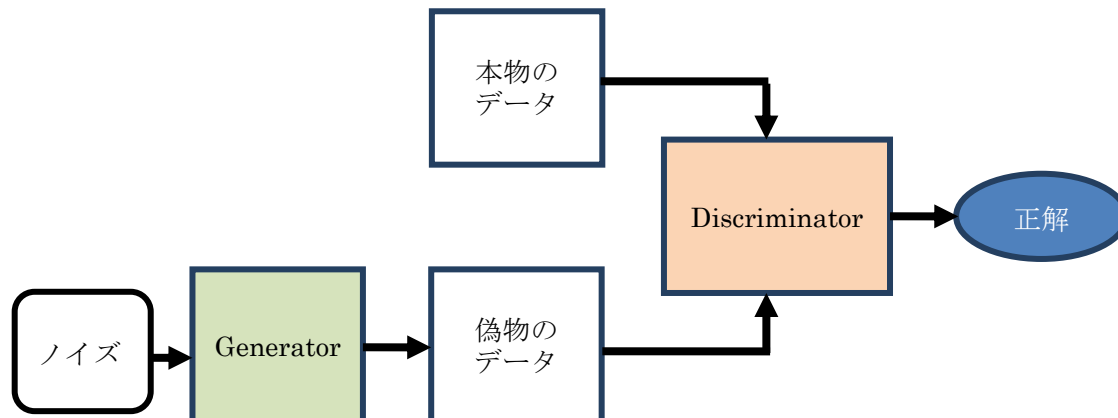 本物の
データ
Discriminator
正解
ノイズ
Generator
偽物の
データ